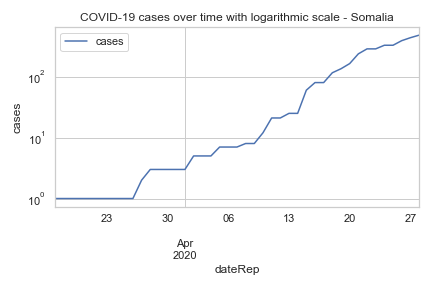 COVID-19 cases over time with logarithmic scale - Somalia
cases
10²
10¹
10⁰
cases
23 30 06 13 20 27
Apr
2020
dateRep